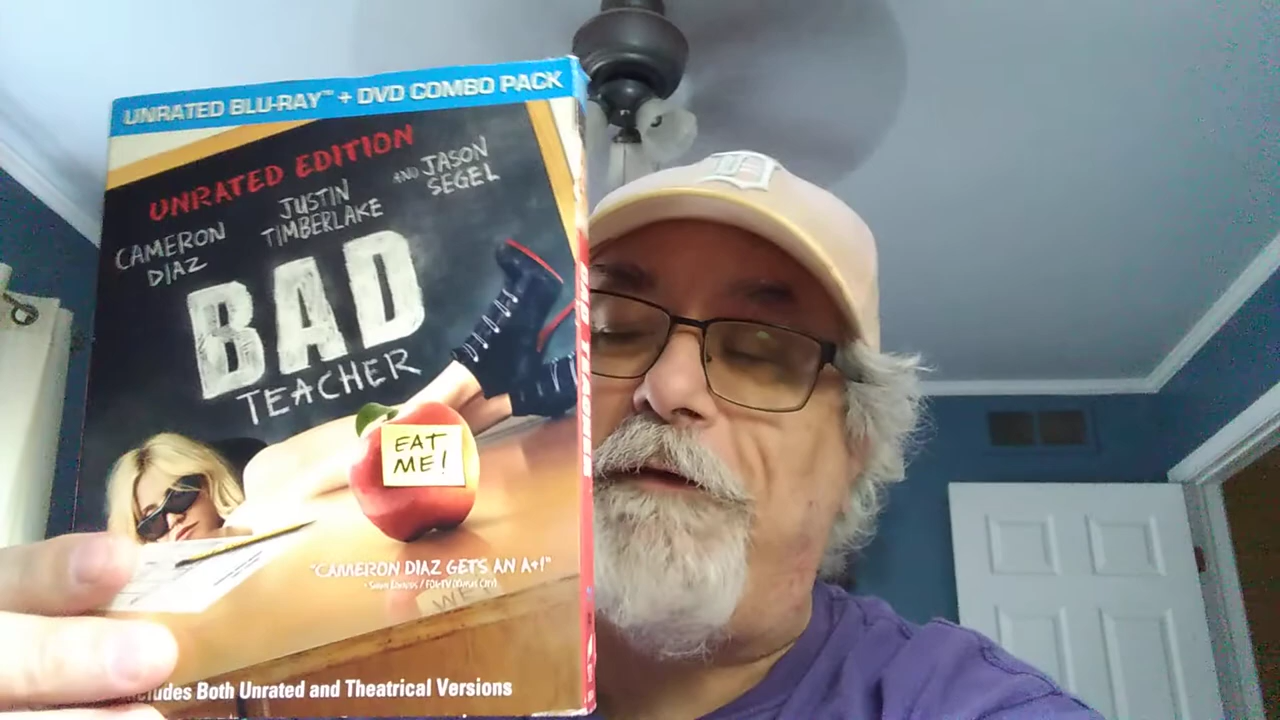 UNRATED BLU-RAY™ + DVD COMBO PACK
UNRATED EDITION
CAMERON DIAZ
JUSTIN TIMBERLAKE
AND JASON SEGEL
BAD
TEACHER
EAT
ME!
"CAMERON DIAZ GETS AN A+!"
Both Unrated and Theatrical Versions
BAD TEACHER
D